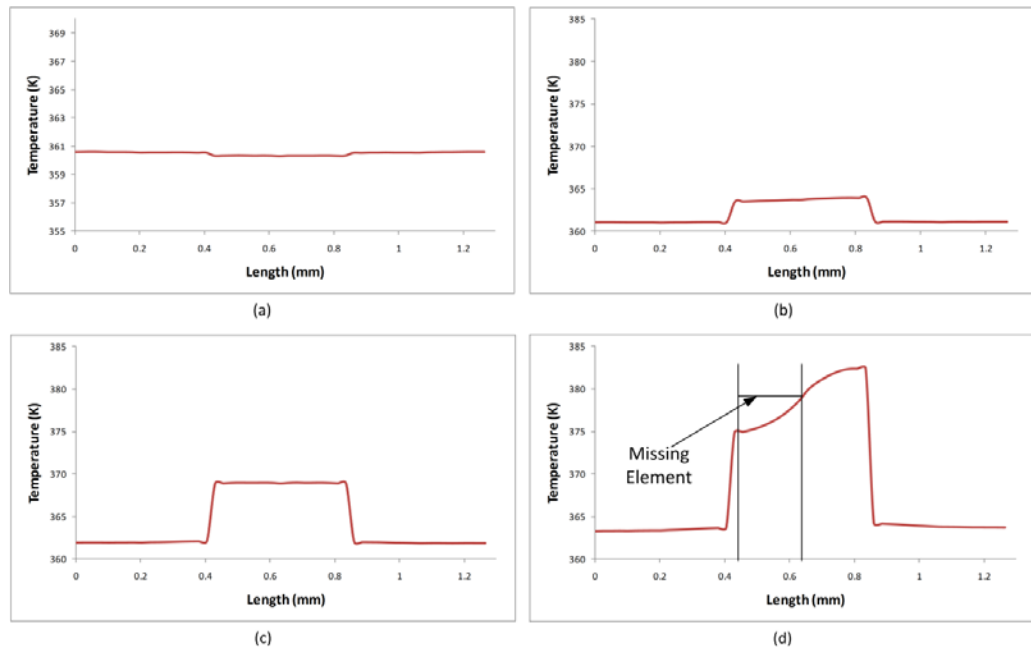 Temperature (K)
369
367
365
363
361
359
357
355
0 0.2 0.4 0.6 0.8 1 1.2
Length (mm)
(a)
Temperature (K)
385
380
375
370
365
360
0 0.2 0.4 0.6 0.8 1 1.2
Length (mm)
(b)
Temperature (K)
385
380
375
370
365
360
0 0.2 0.4 0.6 0.8 1 1.2
Length (mm)
(c)
Temperature (K)
385
380
375
370
365
360
Missing
Element
0 0.2 0.4 0.6 0.8 1 1.2
Length (mm)
(d)